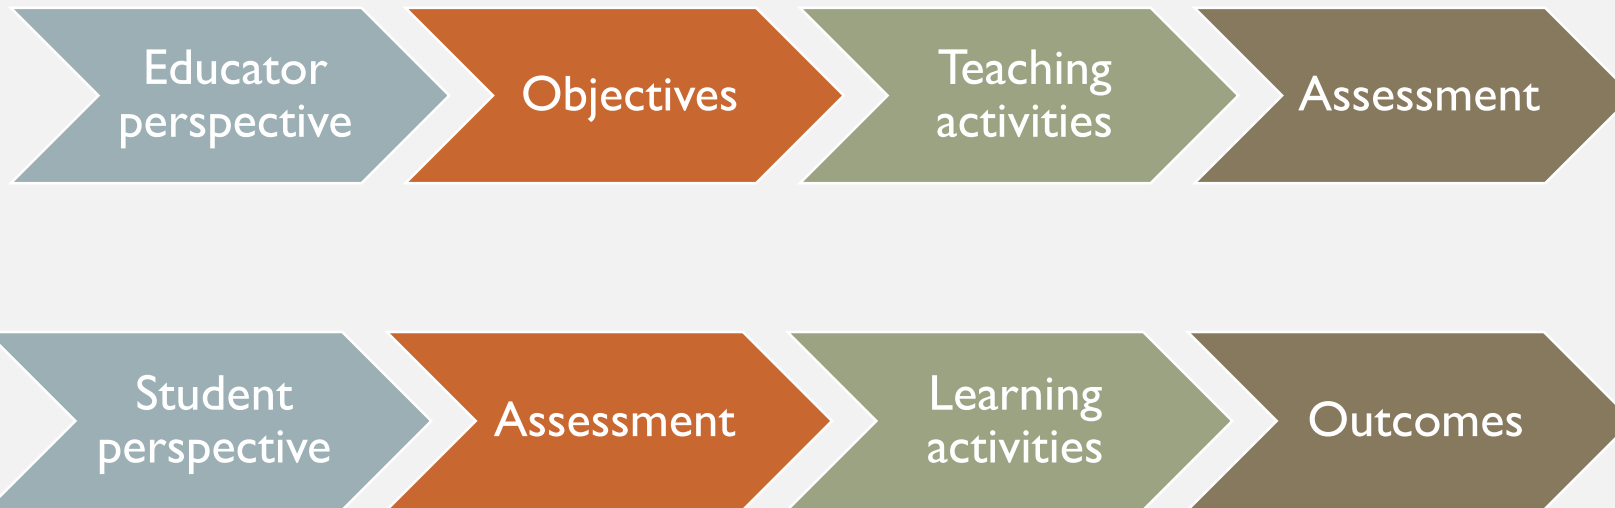 Educator
perspective
Objectives
Teaching
activities
Assessment
Student
perspective
Assessment
Learning
activities
Outcomes